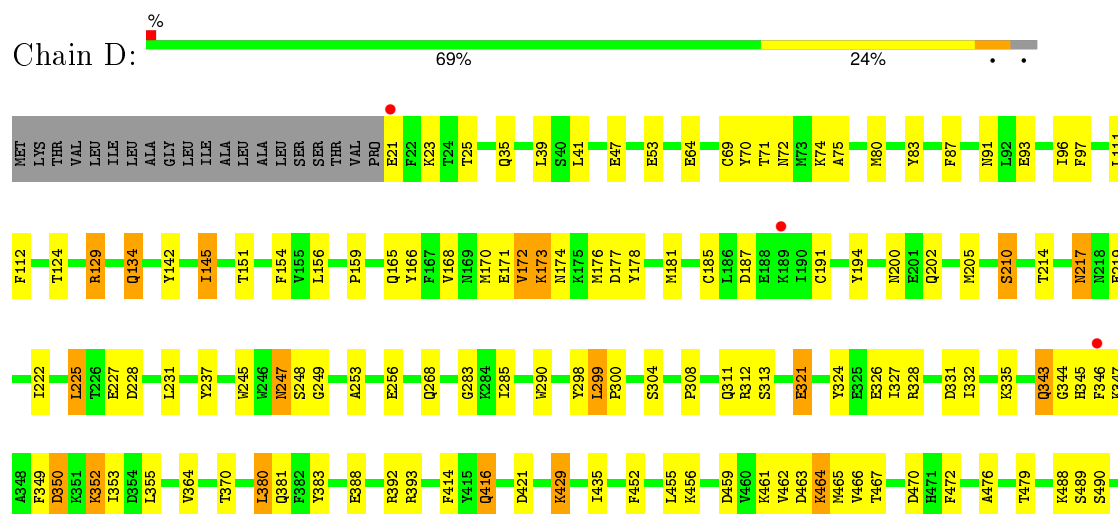 %
Chain D:
69% 24% • •
MET LYS THR VAL LEU ILE LEU ALA GLY LEU ILE ALA LEU ALA LEU SER SER THR VAL PRO E21 F22 K23 T24 T25 Q35 L39 S40 L41 E47 E53 E64 C69 Y70 T71 N72 M73 K74 A75 M80 Y83 F87 N91 L92 E93 I96 F97 L111
F112 T124 R129 Q134 Y142 I145 T151 F154 V155 L156 P159 Q165 Y166 F167 V168 N169 M170 E171 V172 K173 N174 K175 M176 D177 Y178 M181 C185 L186 D187 E188 K189 I190 C191 Y194 N200 E201 Q202 M205 S210 T214 N217 N218 E219
I222 L225 T226 E227 D228 L231 Y237 W245 W246 N247 S248 G249 A253 E256 Q268 G283 K284 I285 W290 Y298 L299 P300 S304 P308 Q311 R312 S313 E321 Y324 E325 E326 I327 R328 D331 I332 K335 Q343 G344 H345 F346 K347
A348 F349 D350 K351 K352 I353 D354 L355 V364 T370 L380 Q381 F382 Y383 E388 R392 R393 F414 Y415 Q416 D421 K429 I435 F452 L455 K456 D459 V460 K461 V462 D463 K464 M465 V466 T467 D470 H471 F472 A476 T479 K488 S489 S490